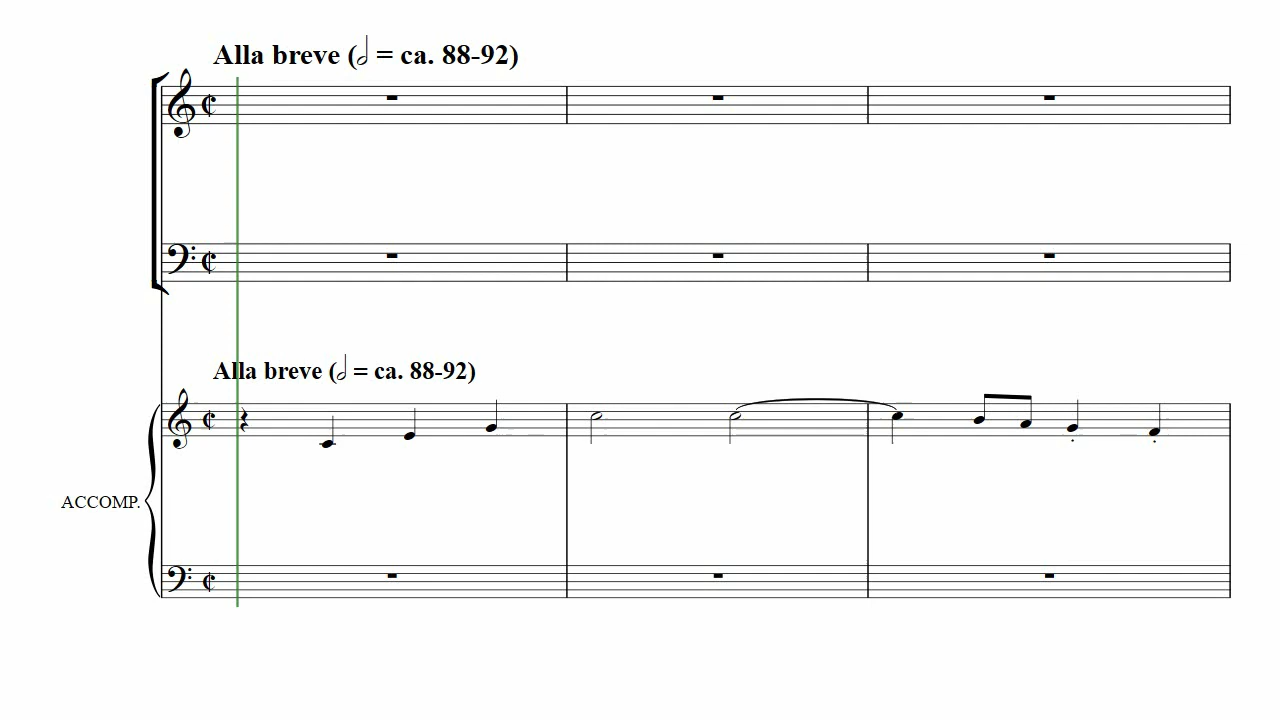 Alla breve (𝅗𝅥 = ca. 88-92)
Alla breve (𝅗𝅥 = ca. 88-92)
ACCOMP.